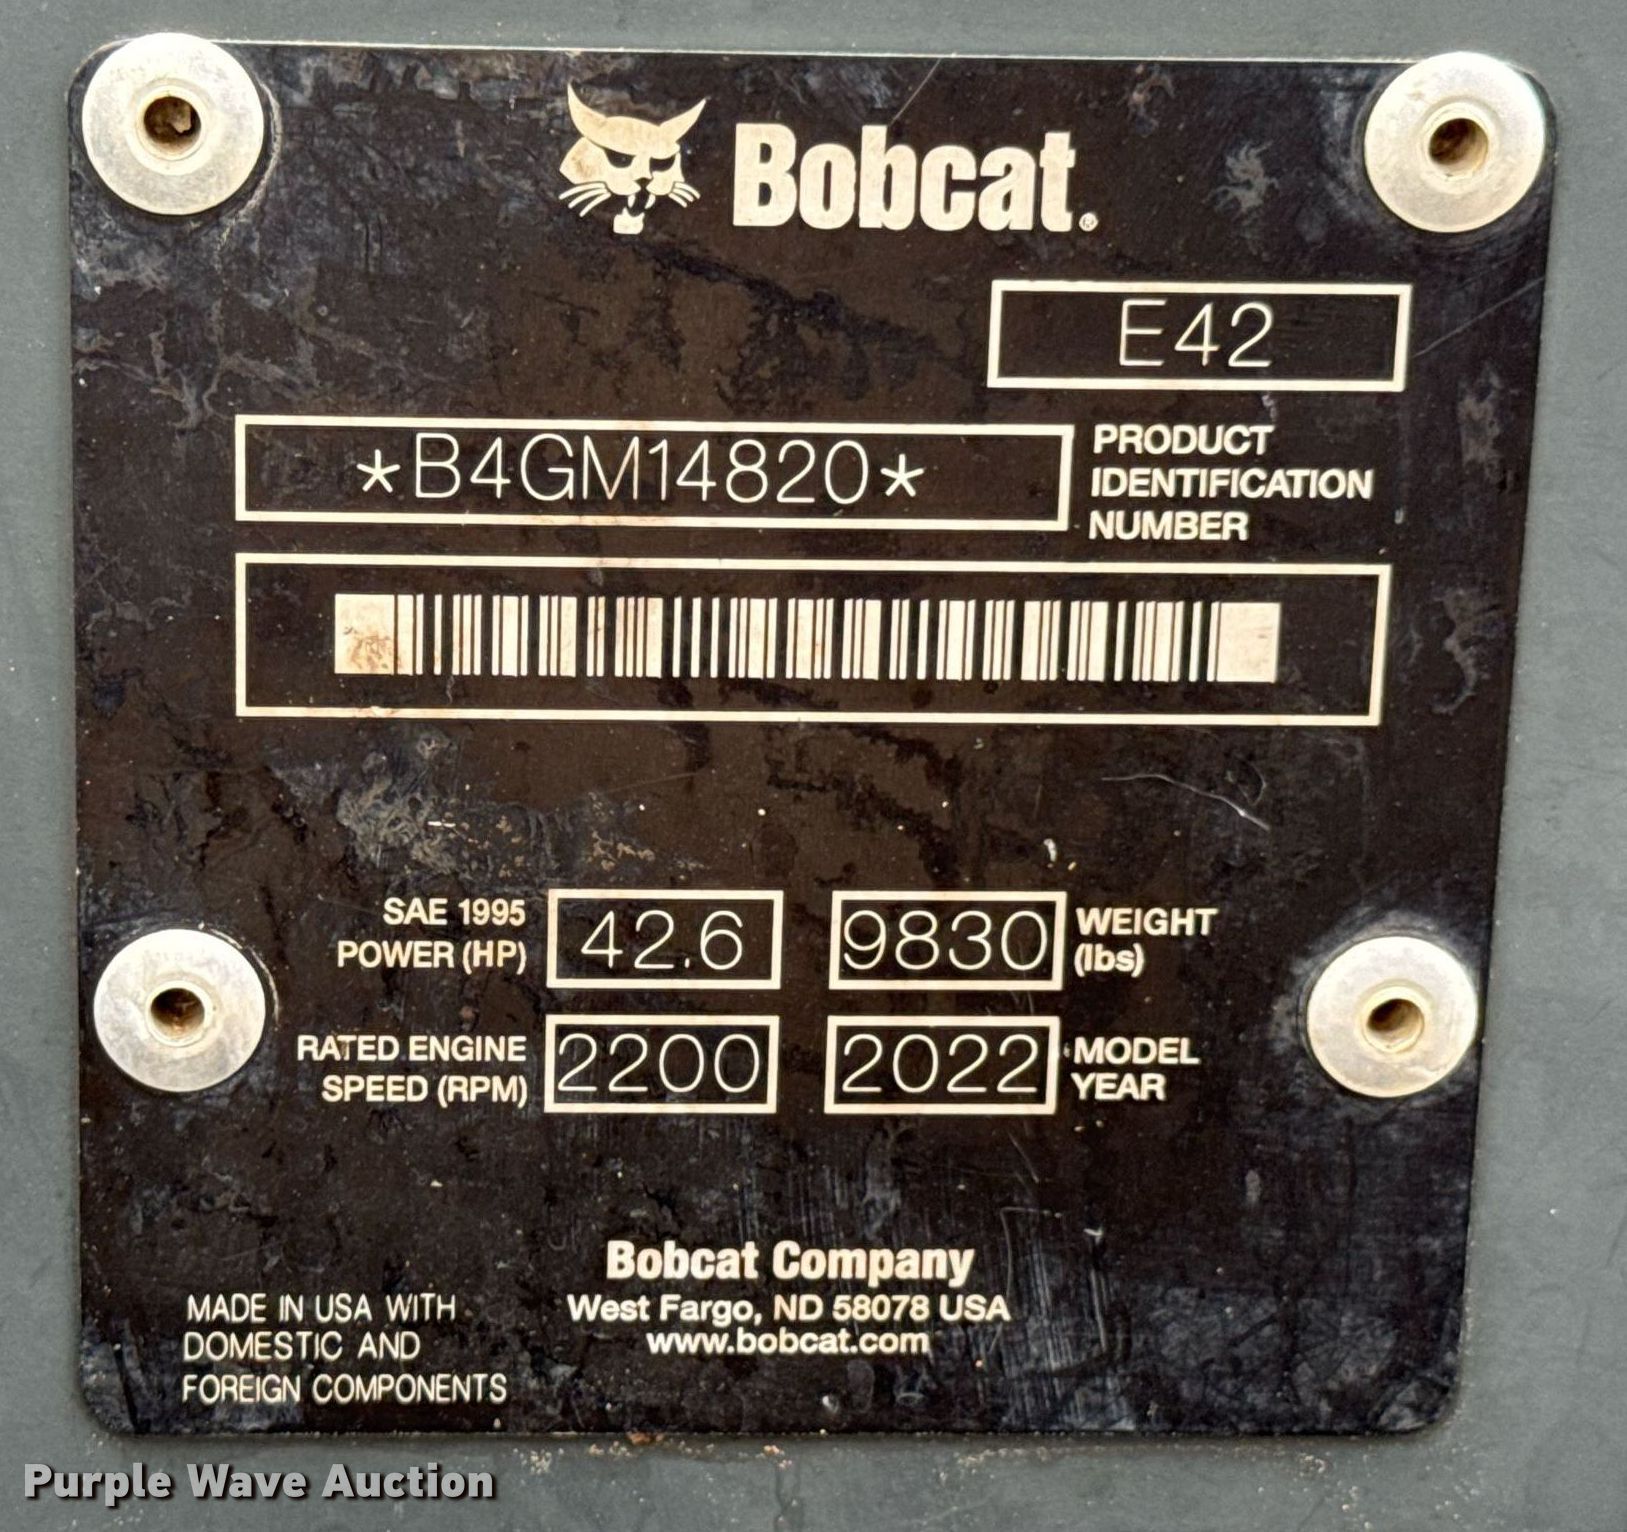 Bobcat®
E42
*B4GM14820*
PRODUCT
IDENTIFICATION
NUMBER
SAE 1995
POWER (HP)
42.6
9830
WEIGHT
(lbs)
RATED ENGINE
SPEED (RPM)
2200
2022
MODEL
YEAR
Bobcat Company
West Fargo, ND 58078 USA
www.bobcat.com
MADE IN USA WITH
DOMESTIC AND
FOREIGN COMPONENTS
Purple Wave Auction